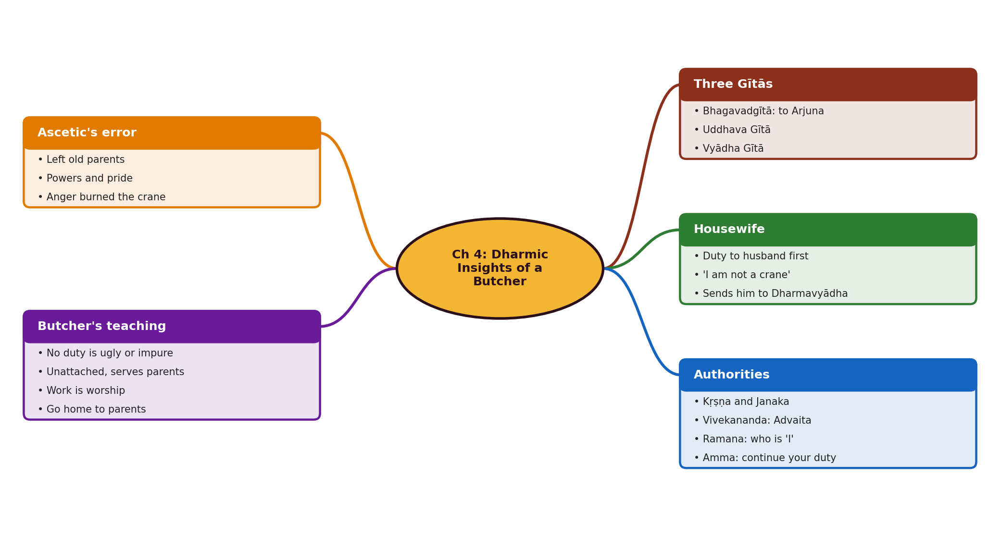 Ch 4: Dharmic
Insights of a
Butcher
Three Gītās
• Bhagavadgītā: to Arjuna
• Uddhava Gītā
• Vyādha Gītā
Housewife
• Duty to husband first
• 'I am not a crane'
• Sends him to Dharmavyādha
Authorities
• Kṛṣṇa and Janaka
• Vivekananda: Advaita
• Ramana: who is 'I'
• Amma: continue your duty
Ascetic's error
• Left old parents
• Powers and pride
• Anger burned the crane
Butcher's teaching
• No duty is ugly or impure
• Unattached, serves parents
• Work is worship
• Go home to parents